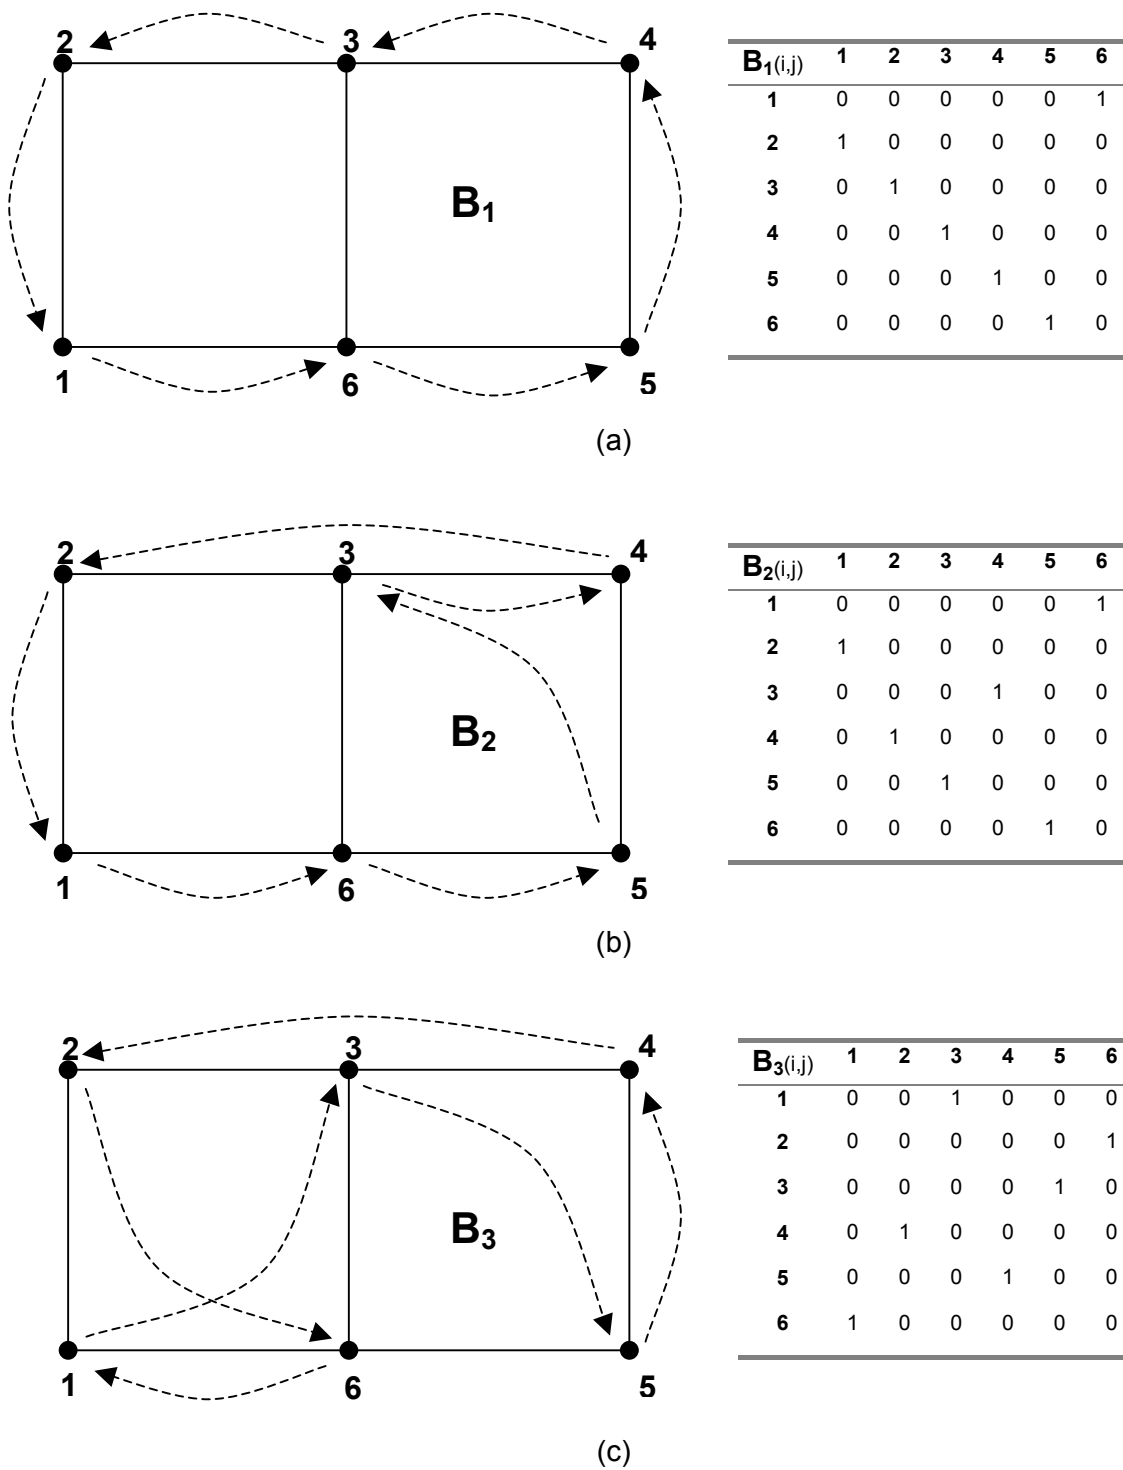 2 3 4
B₁
1 6 5
B₁(i,j) 1 2 3 4 5 6
1 0 0 0 0 0 1
2 1 0 0 0 0 0
3 0 1 0 0 0 0
4 0 0 1 0 0 0
5 0 0 0 1 0 0
6 0 0 0 0 1 0
(a)
2 3 4
B₂
1 6 5
B₂(i,j) 1 2 3 4 5 6
1 0 0 0 0 0 1
2 1 0 0 0 0 0
3 0 0 0 1 0 0
4 0 1 0 0 0 0
5 0 0 1 0 0 0
6 0 0 0 0 1 0
(b)
2 3 4
B₃
1 6 5
B₃(i,j) 1 2 3 4 5 6
1 0 0 1 0 0 0
2 0 0 0 0 0 1
3 0 0 0 0 1 0
4 0 1 0 0 0 0
5 0 0 0 1 0 0
6 1 0 0 0 0 0
(c)